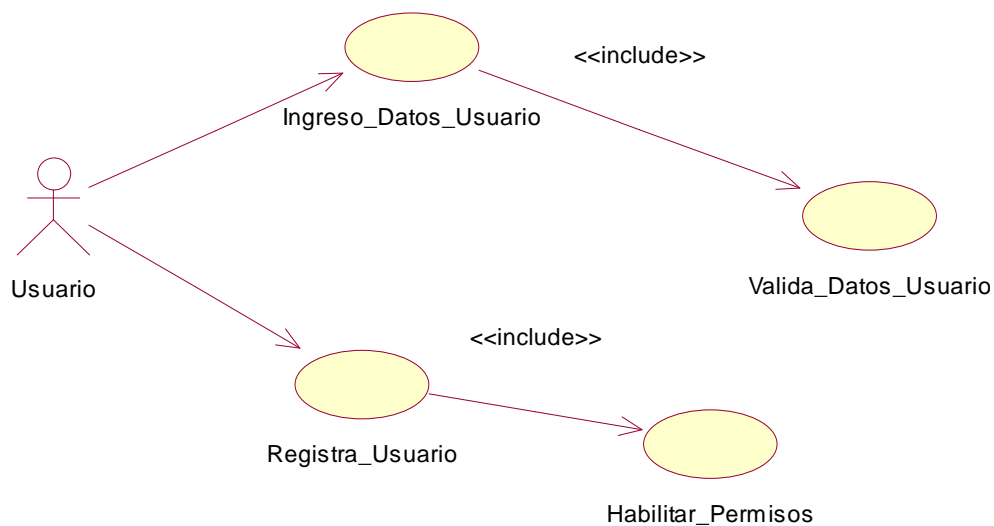 <<include>>
Ingreso_Datos_Usuario
Usuario
Valida_Datos_Usuario
<<include>>
Registra_Usuario
Habilitar_Permisos